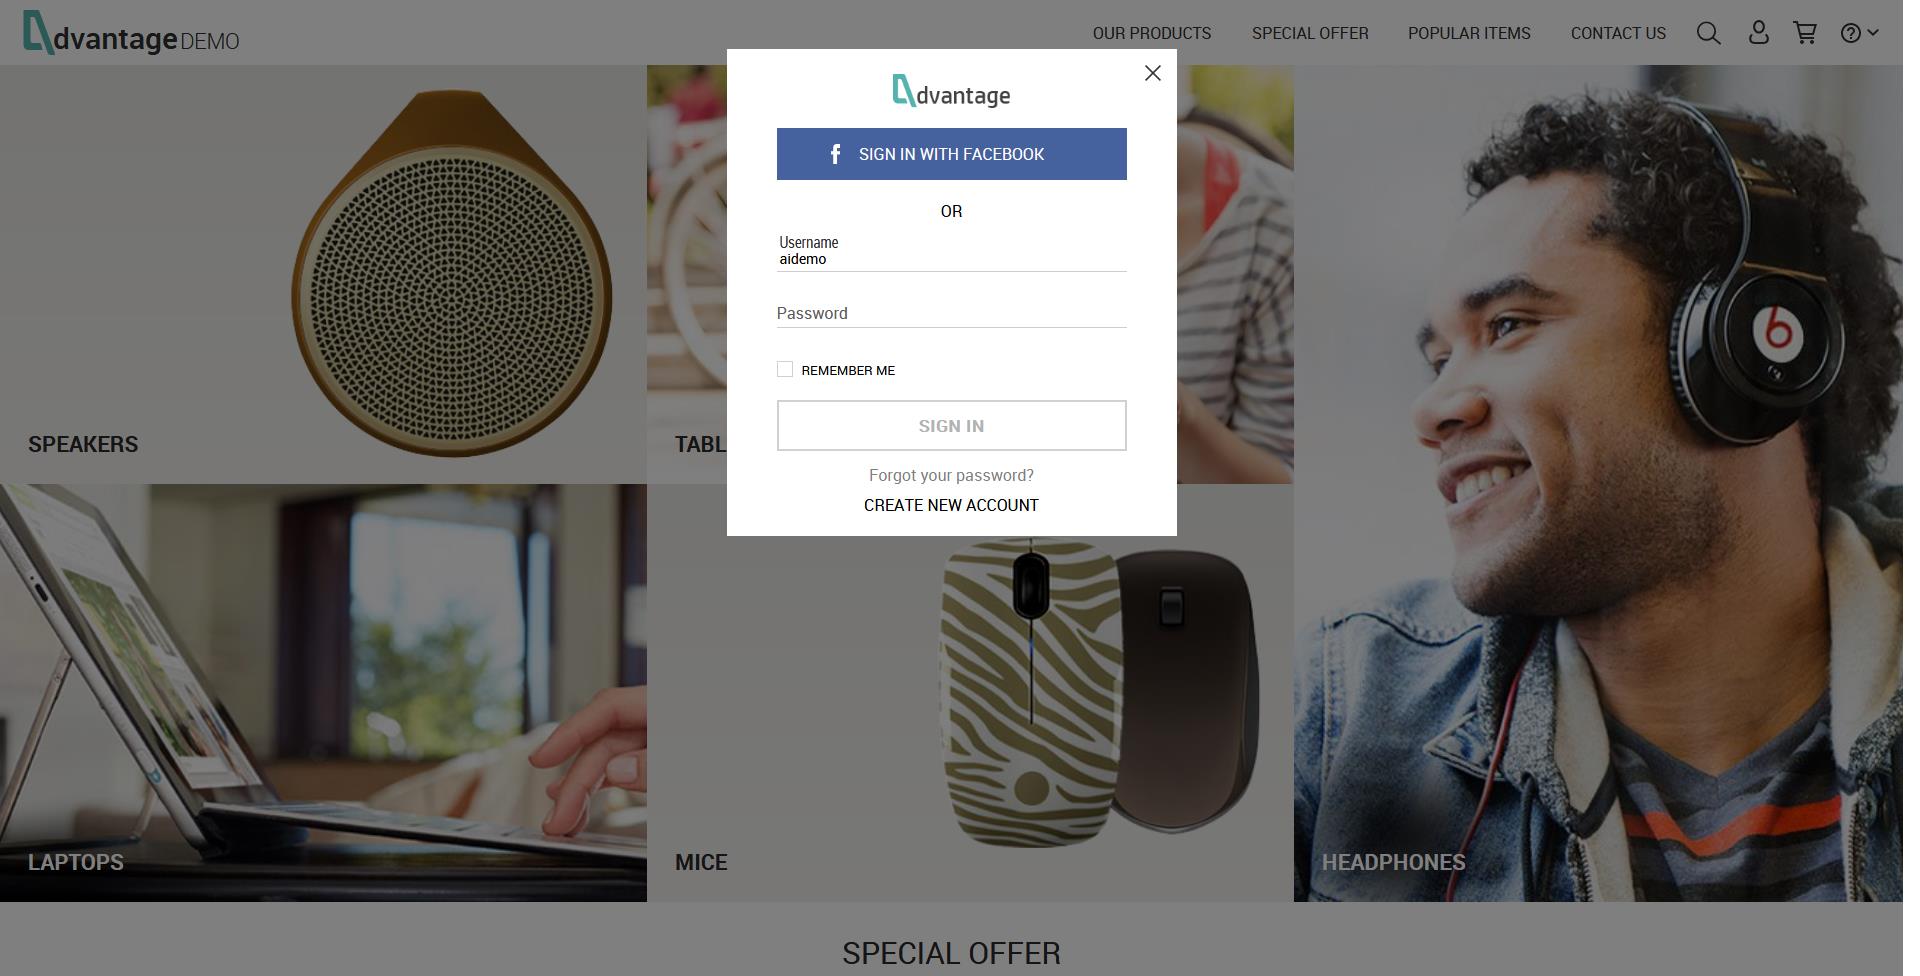 dvantage DEMO
OUR PRODUCTS
SPECIAL OFFER
POPULAR ITEMS
CONTACT US
dvantage
f SIGN IN WITH FACEBOOK
OR
Username
aidemo
Password
REMEMBER ME
SIGN IN
Forgot your password?
CREATE NEW ACCOUNT
SPEAKERS
TABL
LAPTOPS
MICE
HEADPHONES
SPECIAL OFFER